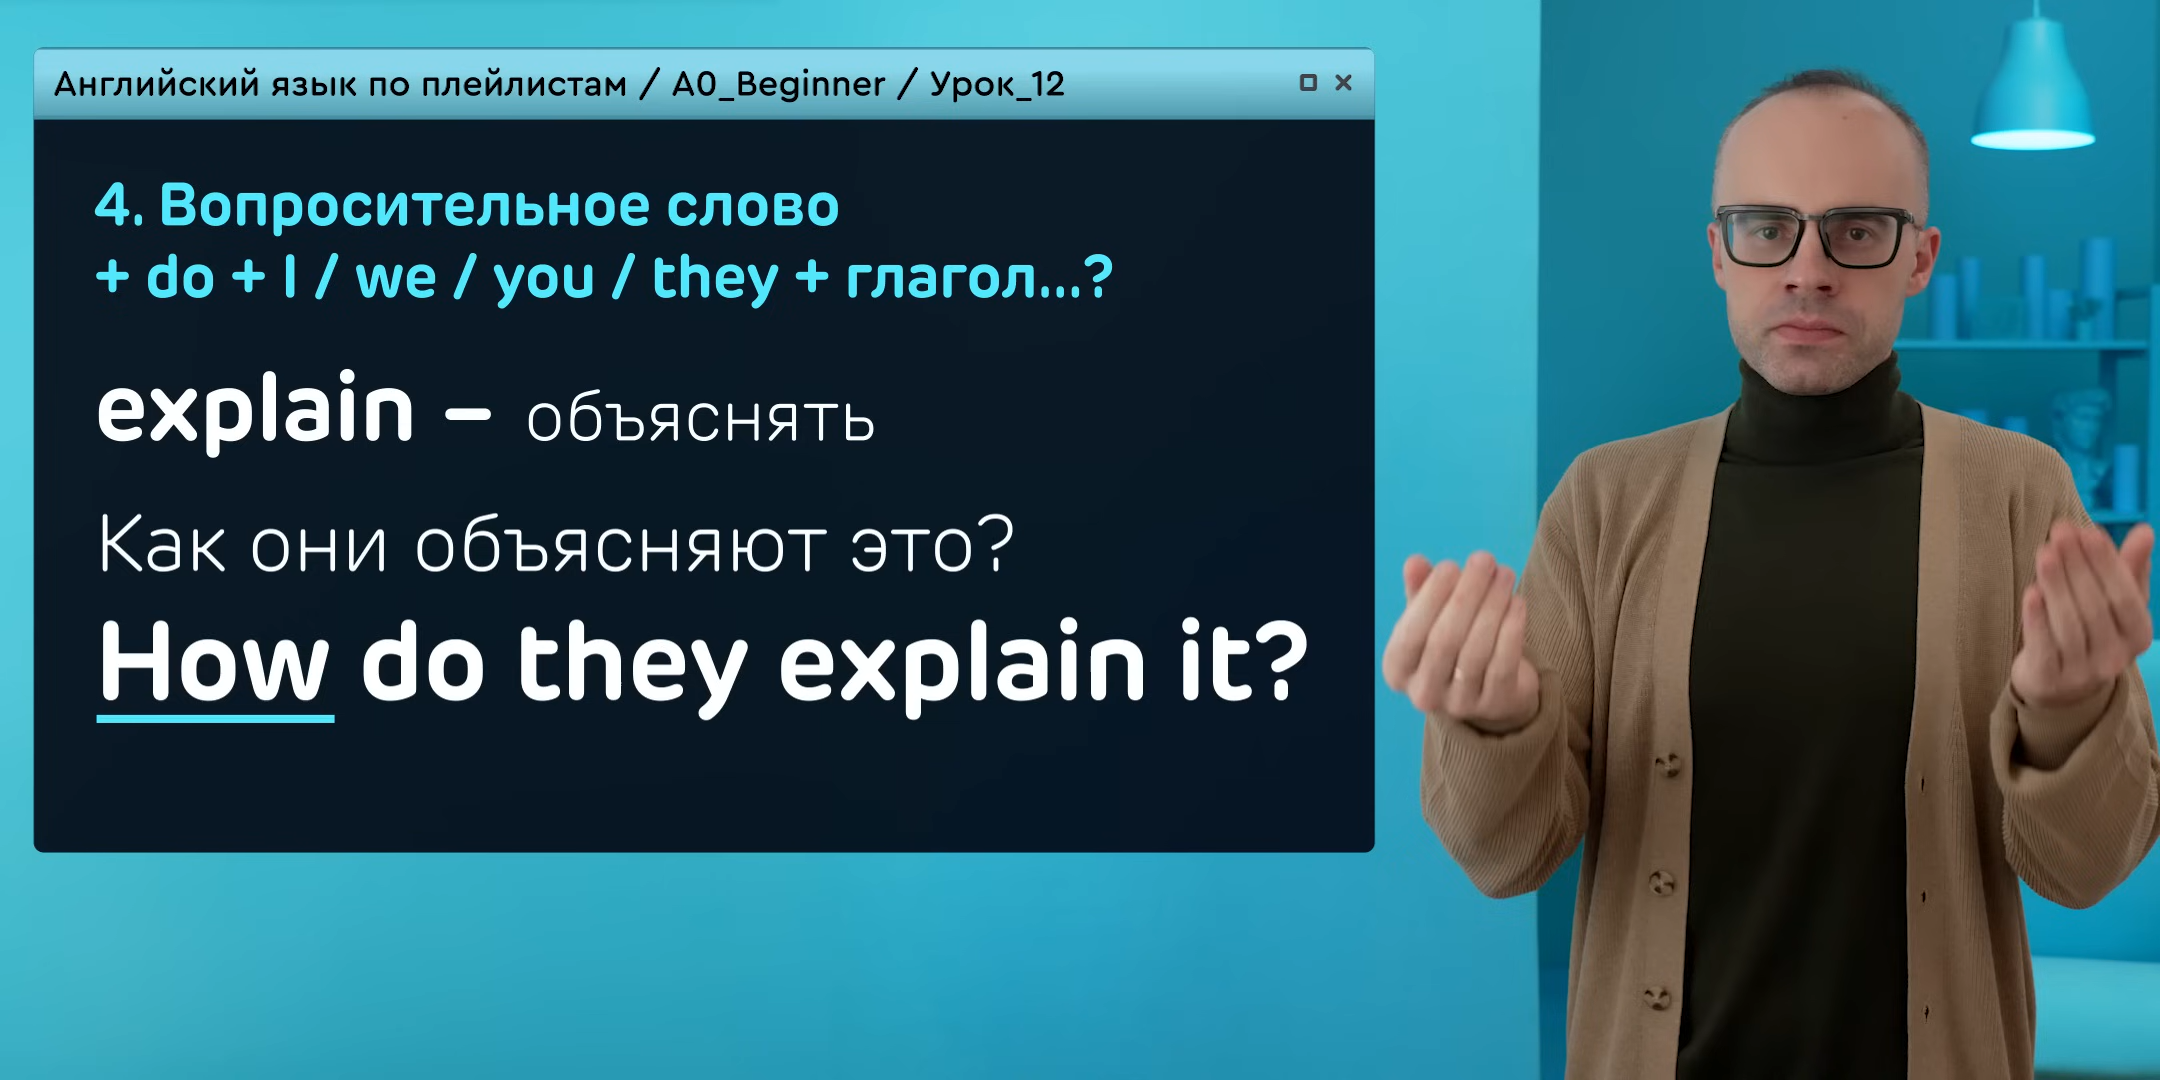 Английский язык по плейлистам / A0_Beginner / Урок_12
4. Вопросительное слово
+ do + I / we / you / they + глагол...?
explain – объяснять
Как они объясняют это?
How do they explain it?